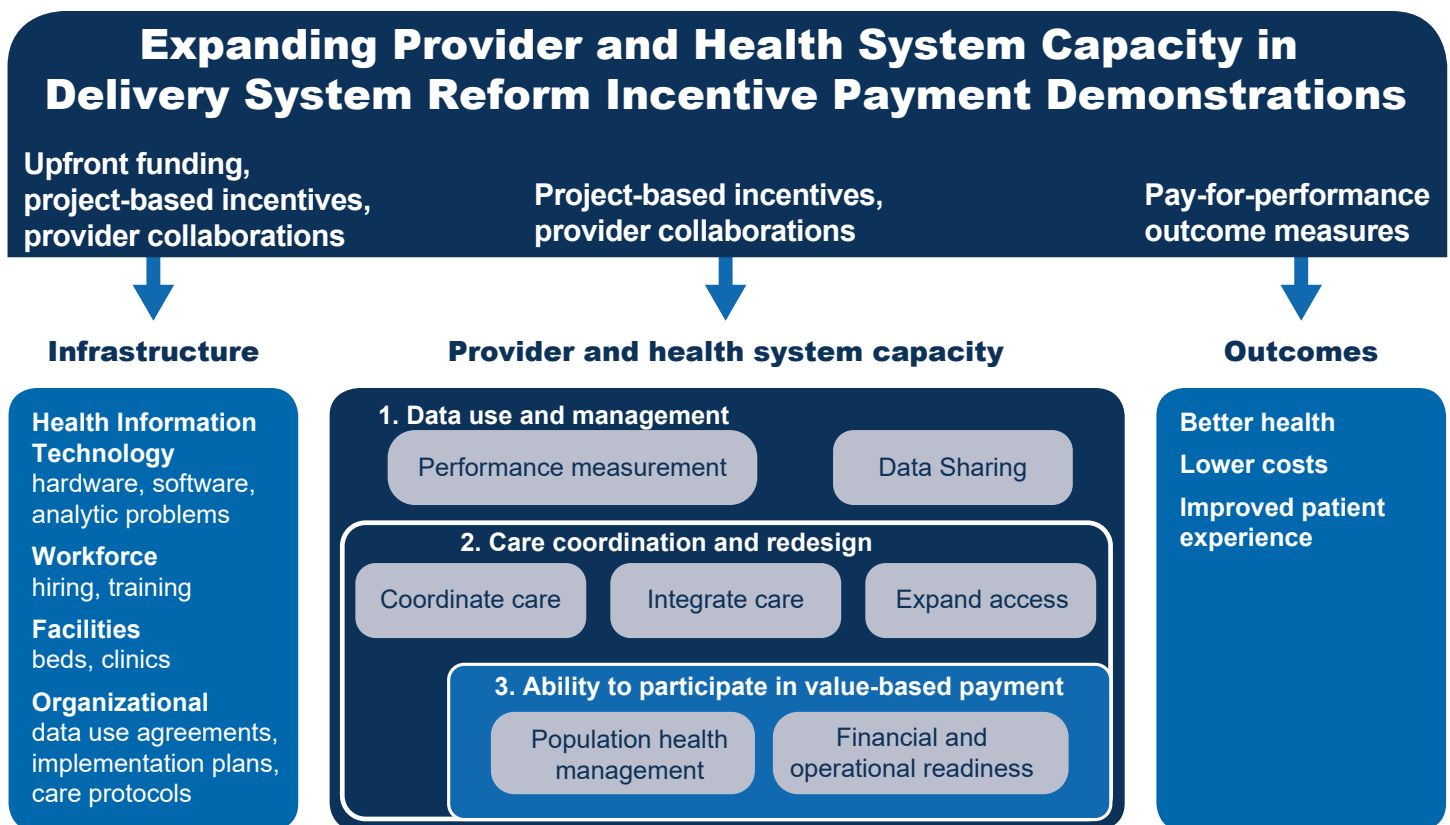 Expanding Provider and Health System Capacity in
Delivery System Reform Incentive Payment Demonstrations
Upfront funding,
project-based incentives,
provider collaborations
Project-based incentives,
provider collaborations
Pay-for-performance
outcome measures
Infrastructure
Health Information
Technology
hardware, software,
analytic problems
Workforce
hiring, training
Facilities
beds, clinics
Organizational
data use agreements,
implementation plans,
care protocols
Provider and health system capacity
1. Data use and management
Performance measurement
Data Sharing
2. Care coordination and redesign
Coordinate care
Integrate care
Expand access
3. Ability to participate in value-based payment
Population health
management
Financial and
operational readiness
Outcomes
Better health
Lower costs
Improved patient
experience